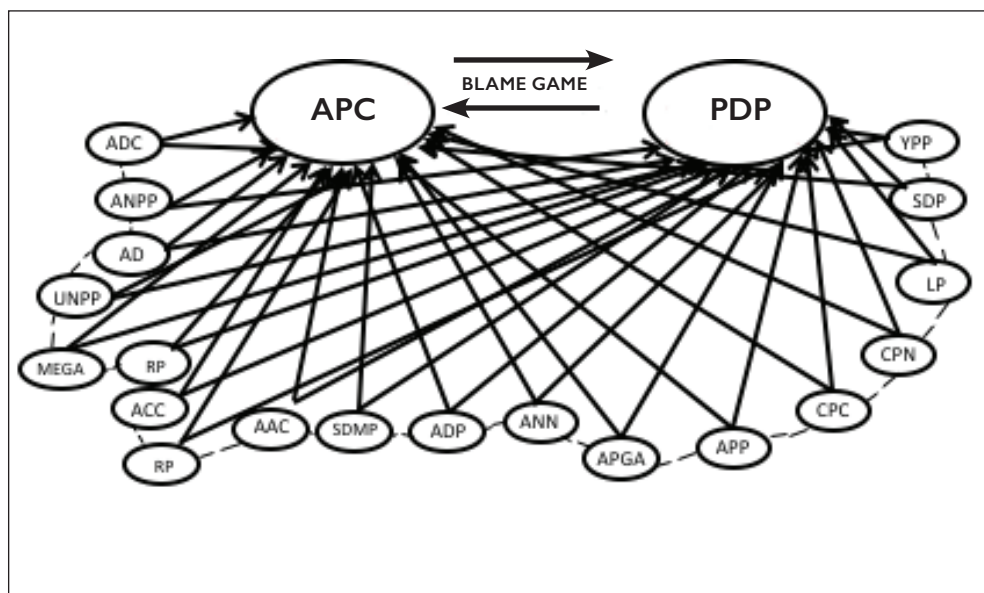 BLAME GAME
APC
PDP
ADC
YPP
ANPP
SDP
AD
LP
UNPP
CPN
MEGA
RP
ACC
CPC
AAC
SDMP
ADP
ANN
APP
APGA
RP